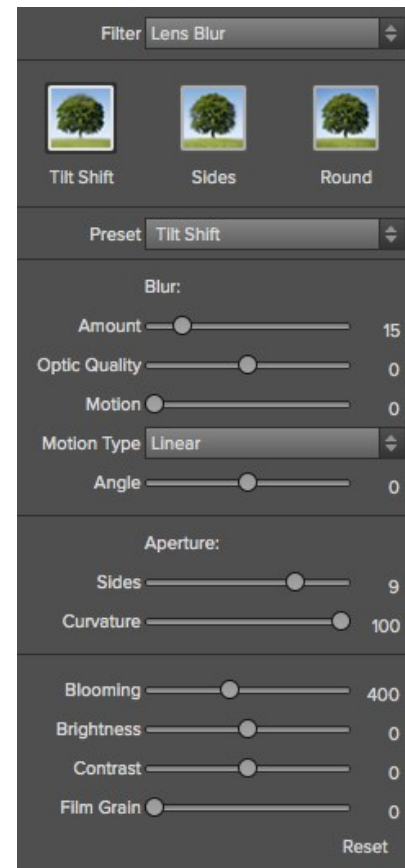 Filter Lens Blur
Tilt Shift Sides Round
Preset Tilt Shift
Blur:
Amount 15
Optic Quality 0
Motion 0
Motion Type Linear
Angle 0
Aperture:
Sides 9
Curvature 100
Blooming 400
Brightness 0
Contrast 0
Film Grain 0
Reset